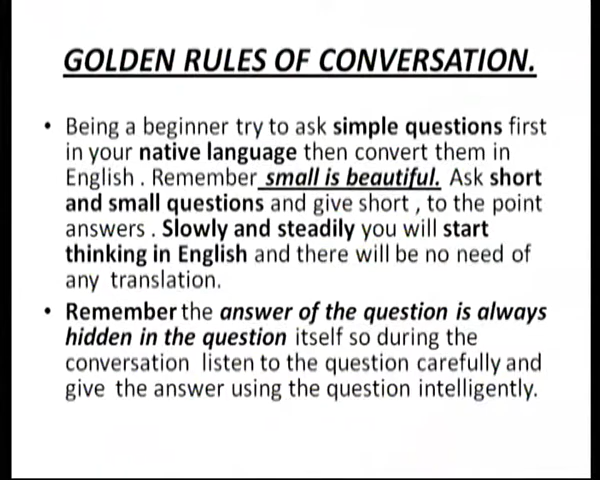 GOLDEN RULES OF CONVERSATION.
• Being a beginner try to ask simple questions first
in your native language then convert them in
English . Remember small is beautiful. Ask short
and small questions and give short , to the point
answers . Slowly and steadily you will start
thinking in English and there will be no need of
any translation.
• Remember the answer of the question is always
hidden in the question itself so during the
conversation listen to the question carefully and
give the answer using the question intelligently.